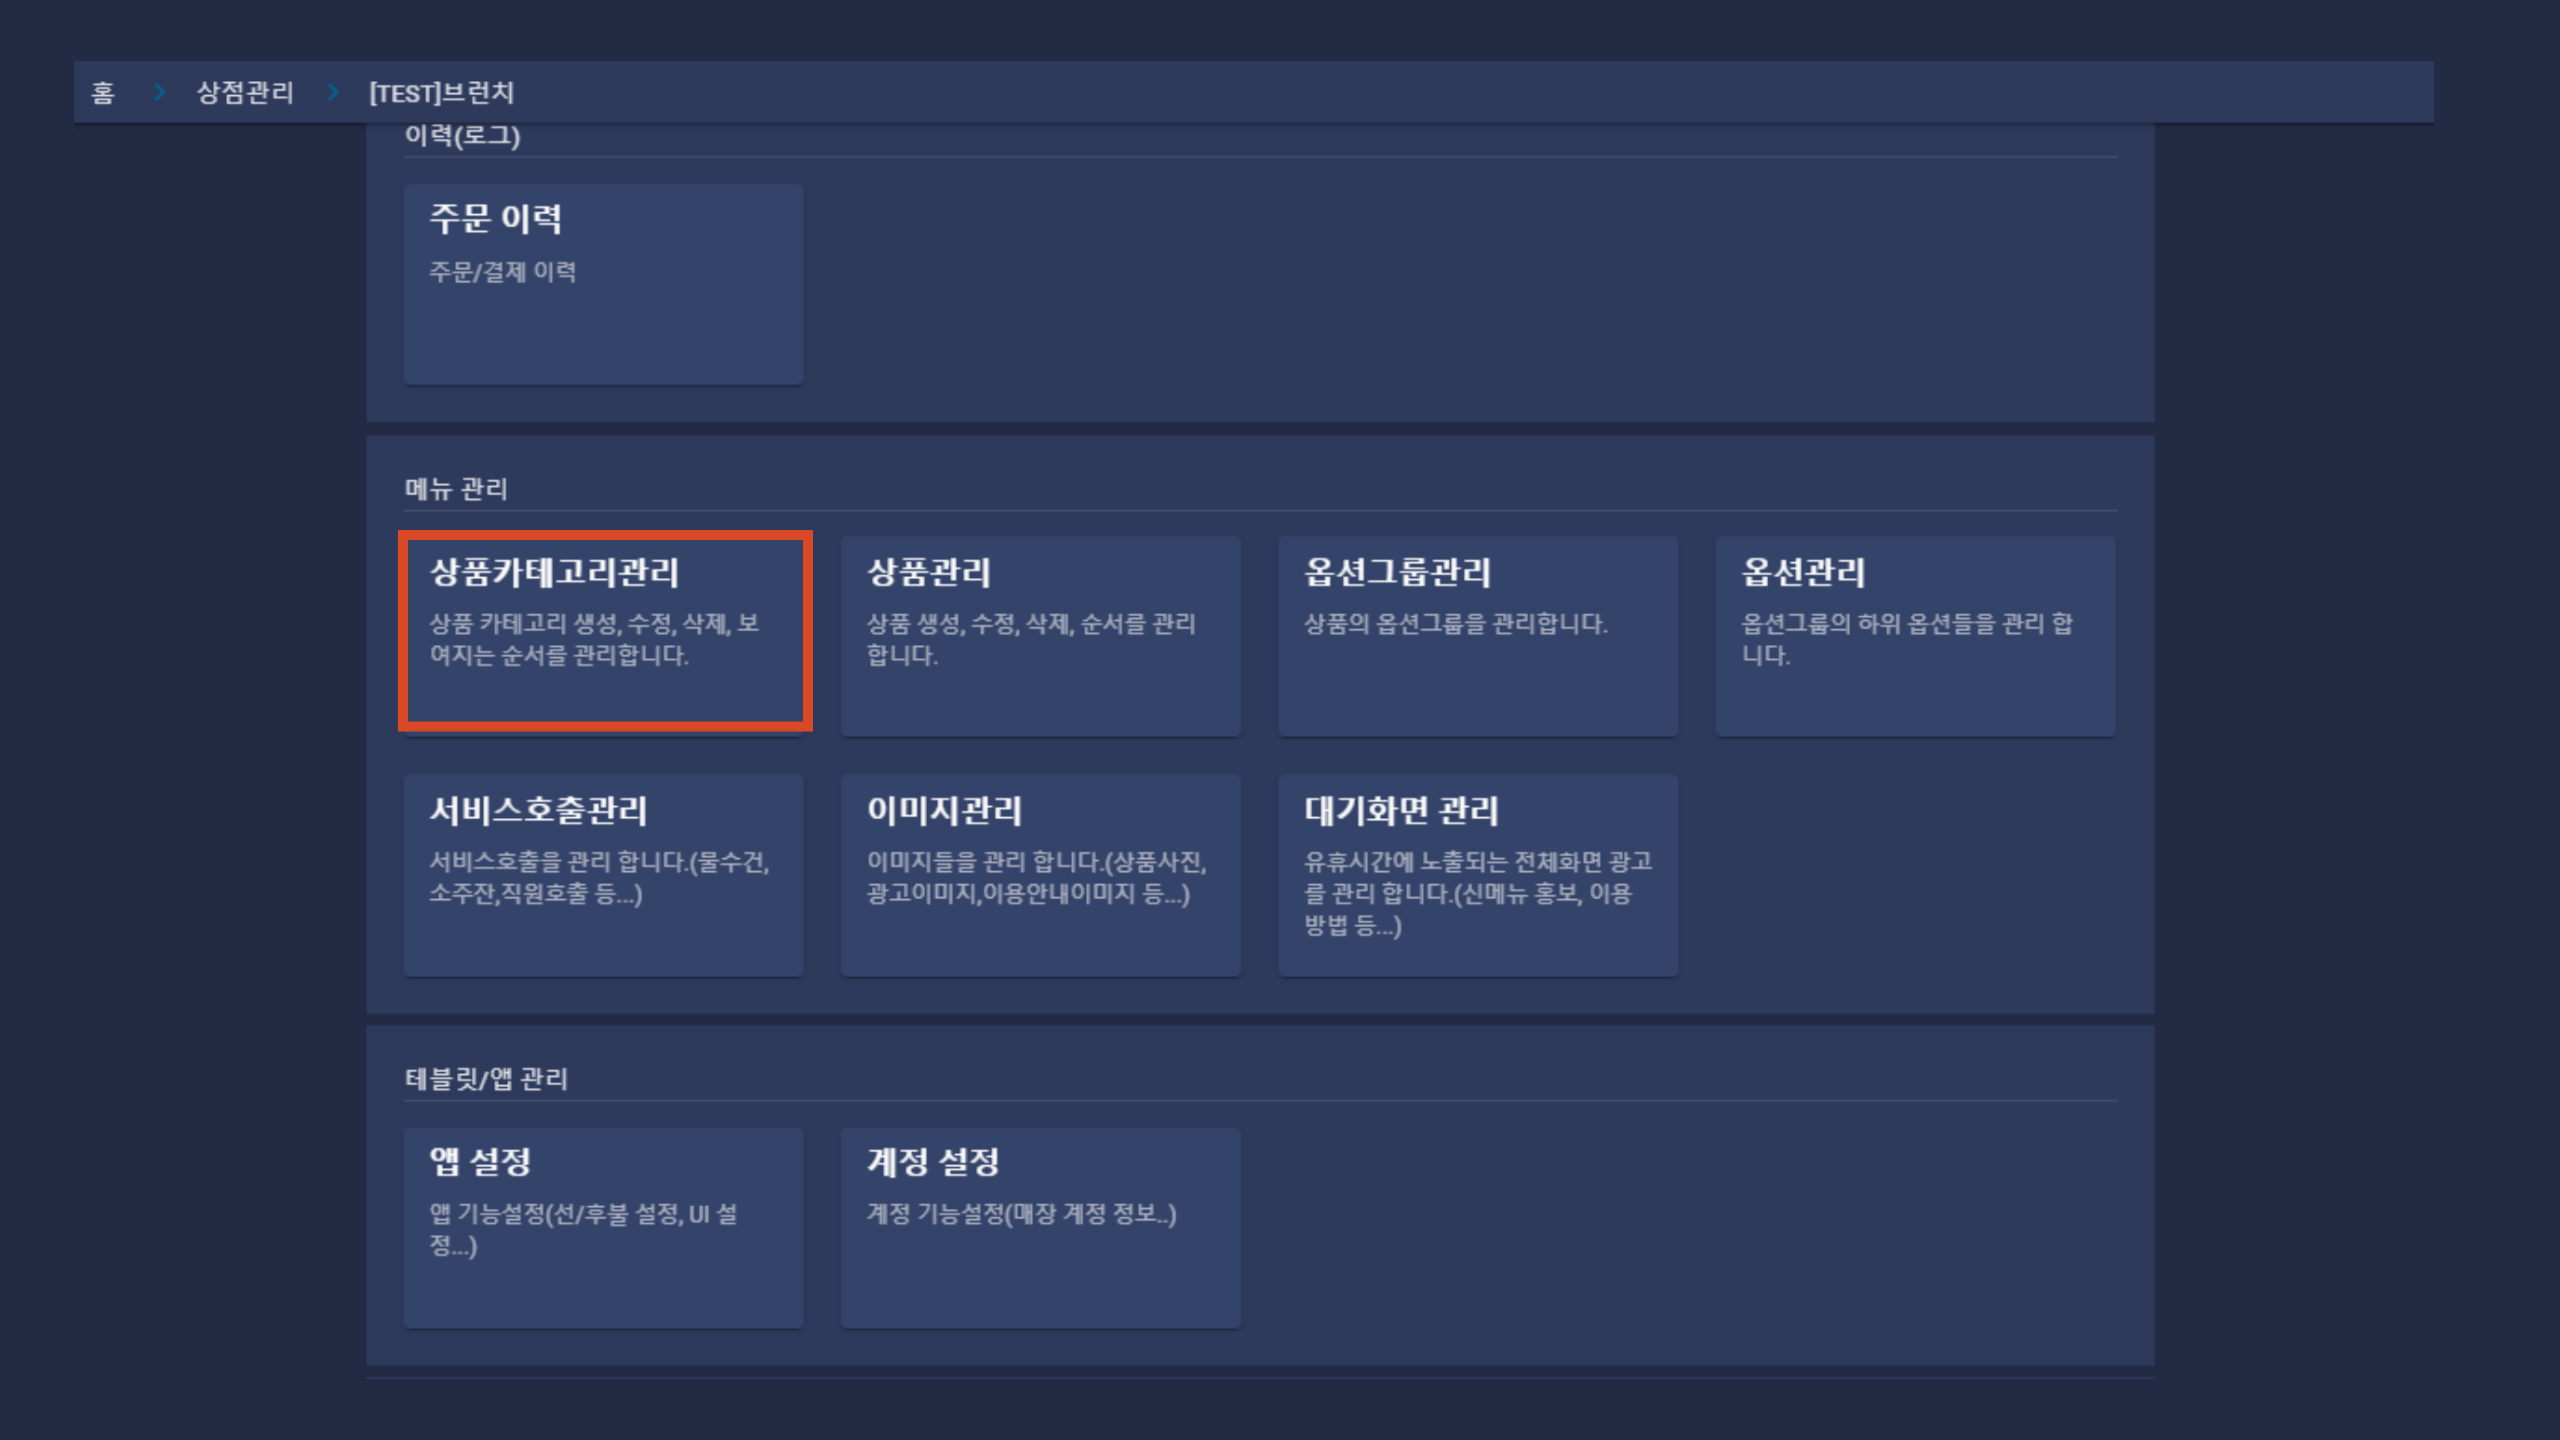 홈 > 상점관리 > [TEST]브런치
이력(로그)
주문 이력
주문/결제 이력
메뉴 관리
상품카테고리관리
상품 카테고리 생성, 수정, 삭제, 보
여지는 순서를 관리합니다.
상품관리
상품 생성, 수정, 삭제, 순서를 관리
합니다.
옵션그룹관리
상품의 옵션그룹을 관리합니다.
옵션관리
옵션그룹의 하위 옵션들을 관리 합
니다.
서비스호출관리
서비스호출을 관리 합니다.(물수건,
소주잔,직원호출 등...)
이미지관리
이미지들을 관리 합니다.(상품사진,
광고이미지,이용안내이미지 등...)
대기화면 관리
유휴시간에 노출되는 전체화면 광고
를 관리 합니다.(신메뉴 홍보, 이용
방법 등...)
테블릿/앱 관리
앱 설정
앱 기능설정(선/후불 설정, UI 설
정...)
계정 설정
계정 기능설정(매장 계정 정보..)